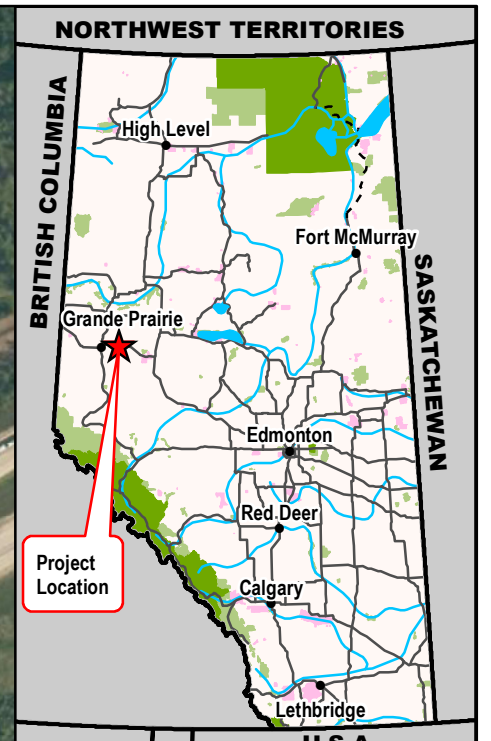 NORTHWEST TERRITORIES
BRITISH COLUMBIA
High Level
Fort McMurray
SASKATCHEWAN
Grande Prairie
Edmonton
Red Deer
Project
Location
Calgary
Lethbridge
U.S.A.